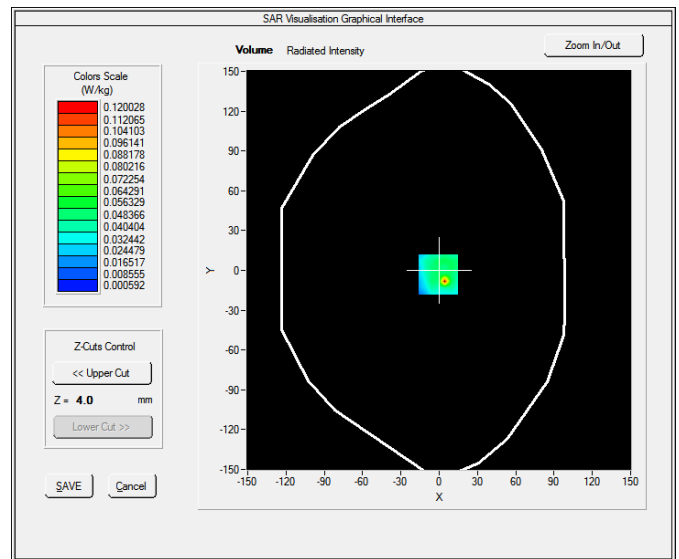 SAR Visualisation Graphical Interface
Volume Radiated Intensity
Zoom In/Out
Colors Scale
(W/kg)
0.120028
0.112065
0.104103
0.096141
0.088178
0.080216
0.072254
0.064291
0.056329
0.048366
0.040404
0.032442
0.024479
0.016517
0.008555
0.000592
Z-Cuts Control
<< Upper Cut
Z = 4.0 mm
Lower Cut >>
SAVE Cancel
150
120
90
60
30
0
-30
-60
-90
-120
-150
Y
-150 -120 -90 -60 -30 0 30 60 90 120 150
X